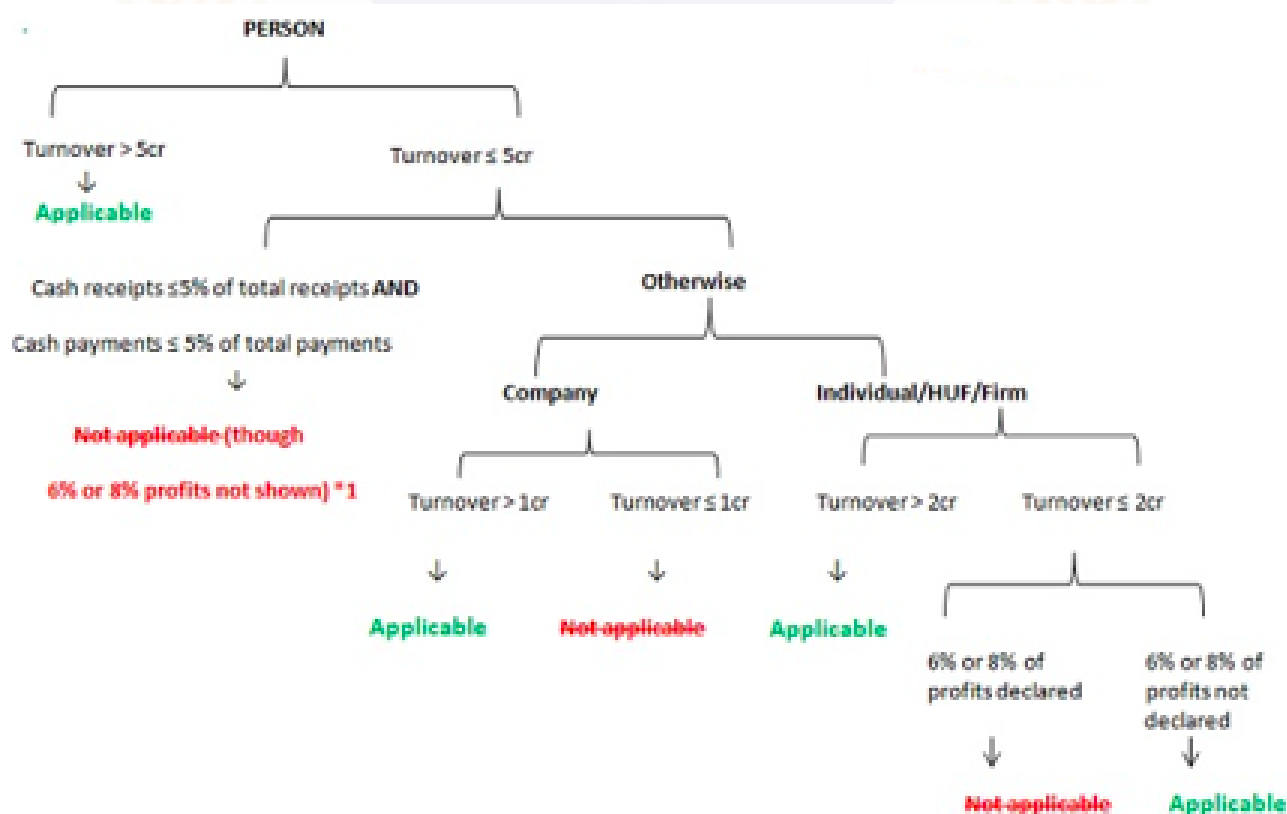 PERSON
Turnover > 5cr
Turnover ≤ 5cr
Applicable
Cash receipts ≤5% of total receipts AND
Otherwise
Cash payments ≤ 5% of total payments
Company
Individual/HUF/Firm
Not applicable (though
6% or 8% profits not shown) *1
Turnover > 1cr
Turnover ≤ 1cr
Turnover > 2cr
Turnover ≤ 2cr
Applicable
Not applicable
Applicable
6% or 8% of
profits declared
6% or 8% of
profits not
declared
Not applicable
Applicable